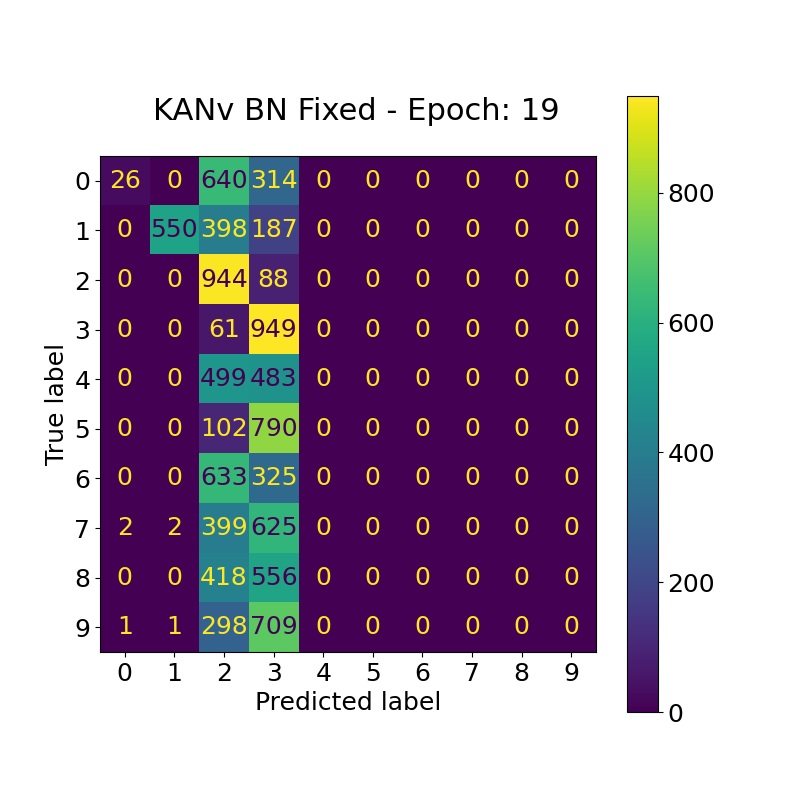 KANv BN Fixed - Epoch: 19
0 26 0 640 314 0 0 0 0 0 0
1 0 550 398 187 0 0 0 0 0 0
2 0 0 944 88 0 0 0 0 0 0
3 0 0 61 949 0 0 0 0 0 0
4 0 0 499 483 0 0 0 0 0 0
5 0 0 102 790 0 0 0 0 0 0
6 0 0 633 325 0 0 0 0 0 0
7 2 2 399 625 0 0 0 0 0 0
8 0 0 418 556 0 0 0 0 0 0
9 1 1 298 709 0 0 0 0 0 0
0 1 2 3 4 5 6 7 8 9
Predicted label
True label
800
600
400
200
0